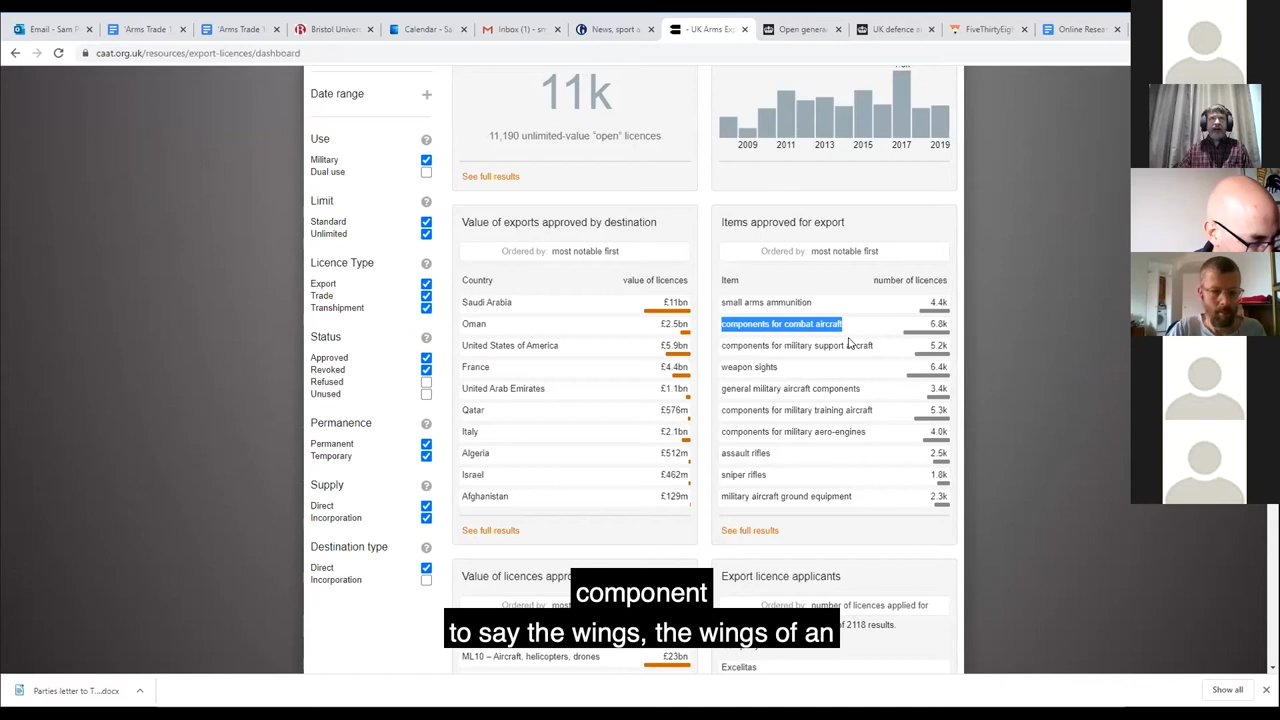 Email - Sam P
"Arms Trade
"Arms Trade
Bristol Univer
Calendar - Sa
Inbox (1) - sm
News, sport
- UK Arms Exp
Open genera
UK defence a
FiveThirtyEig
Online Resea
caat.org.uk/resources/export-licences/dashboard
Date range
Use
Military
Dual use
Limit
Standard
Unlimited
Licence Type
Export
Trade
Transhipment
Status
Approved
Revoked
Refused
Unused
Permanence
Permanent
Temporary
Supply
Direct
Incorporation
Destination type
Direct
Incorporation
11k
11,190 unlimited-value "open" licences
See full results
2009 2011 2013 2015 2017 2019
Value of exports approved by destination
Ordered by: most notable first
Country value of licences
Saudi Arabia £11bn
Oman £2.5bn
United States of America £5.9bn
France £4.4bn
United Arab Emirates £1.1bn
Qatar £576m
Italy £2.1bn
Algeria £512m
Israel £462m
Afghanistan £129m
See full results
Items approved for export
Ordered by: most notable first
Item number of licences
small arms ammunition 4.4k
components for combat aircraft 6.8k
components for military support aircraft 5.2k
weapon sights 6.4k
general military aircraft components 3.4k
components for military training aircraft 5.3k
components for military aero-engines 4.0k
assault rifles 2.5k
sniper rifles 1.8k
military aircraft ground equipment 2.3k
See full results
Value of licences appro
Ordered by: most
ML10 – Aircraft, helicopters, drones £23bn
Export licence applicants
Ordered by: number of licences applied for
of 2118 results.
Excelitas
component
to say the wings, the wings of an
Parties letter to T....docx
Show all